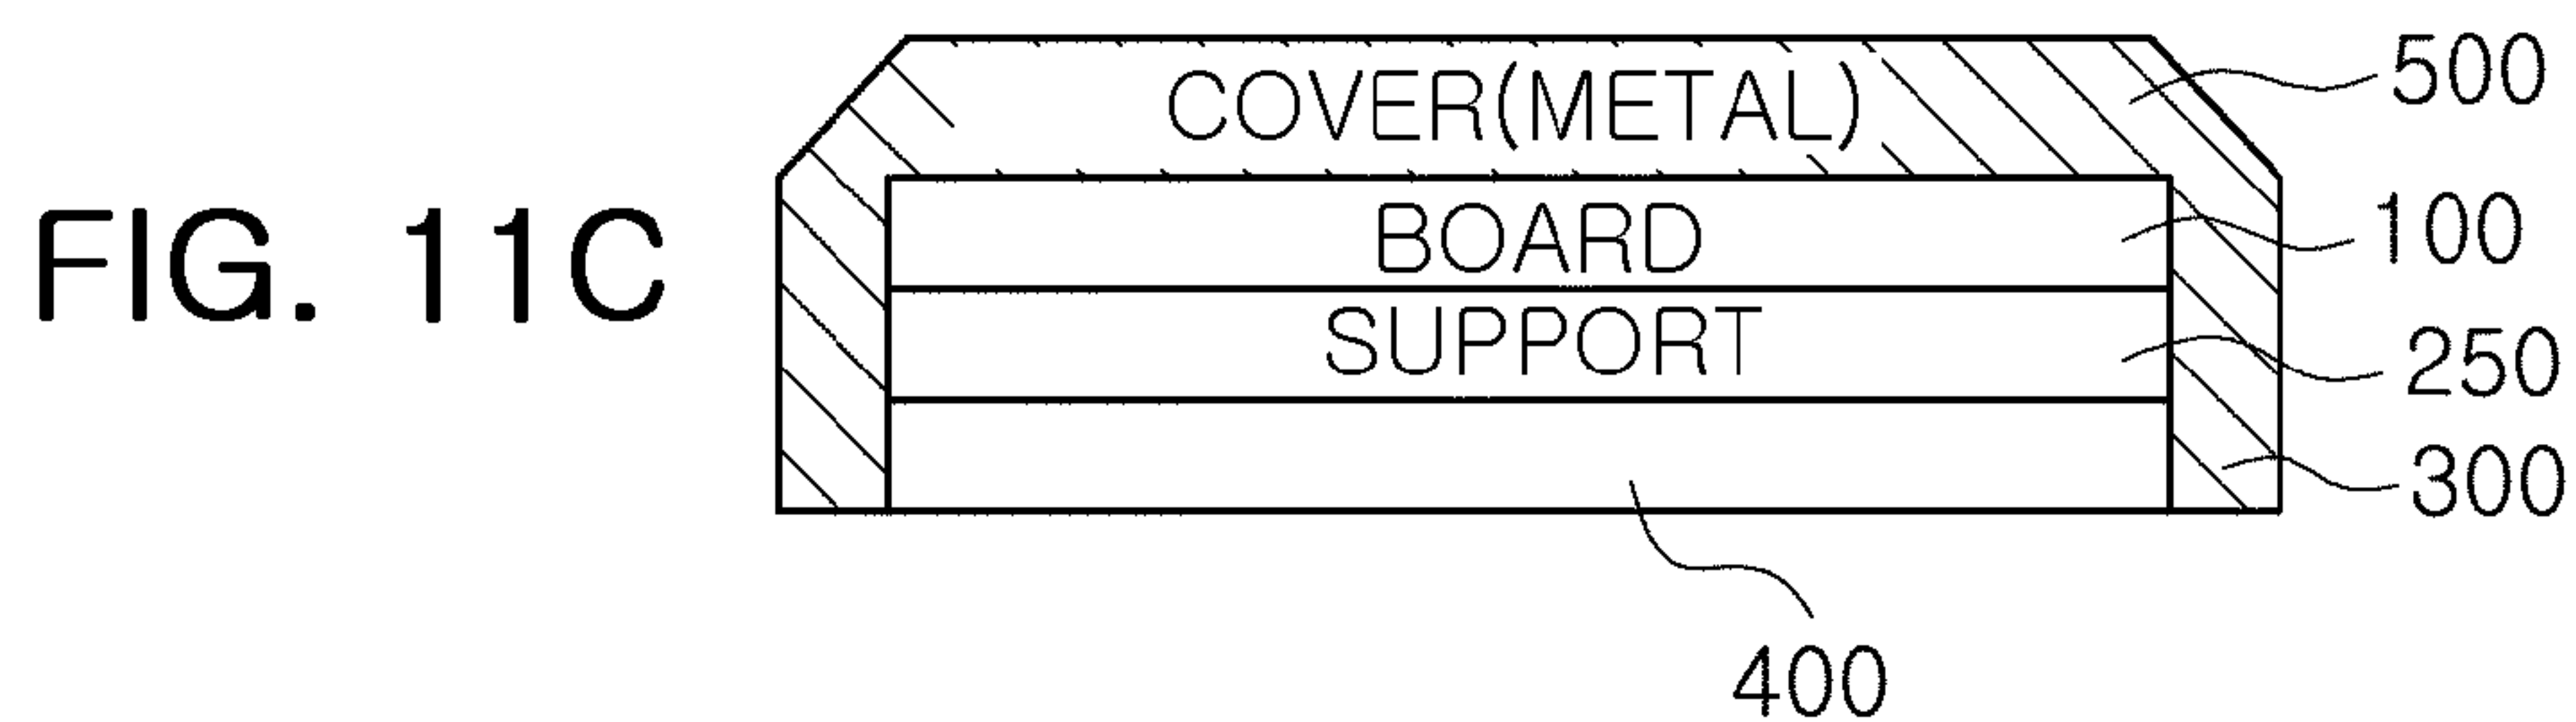 FIG. 11C
COVER(METAL)
500
BOARD
100
SUPPORT
250
300
400